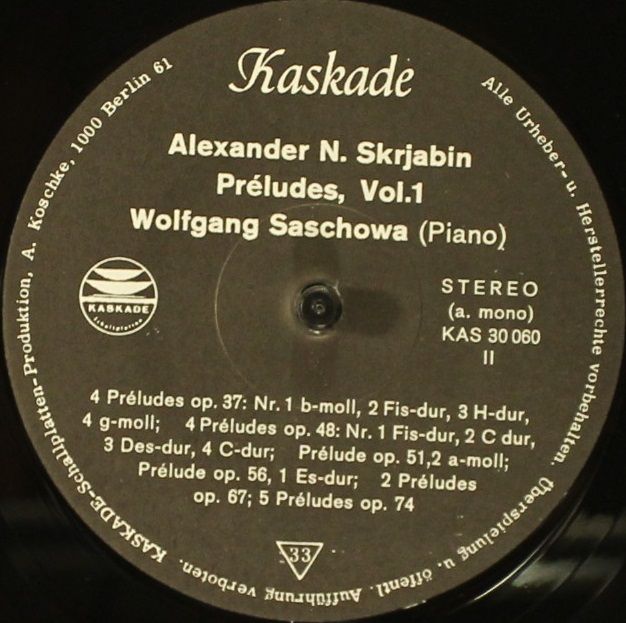 Kaskade
Alexander N. Skrjabin
Préludes, Vol.1
Wolfgang Saschowa (Piano)
KASKADE
Schallplatten
STEREO
(a. mono)
KAS 30 060
II
4 Préludes op. 37: Nr. 1 b-moll, 2 Fis-dur, 3 H-dur,
4 g-moll; 4 Préludes op. 48: Nr. 1 Fis-dur, 2 C dur,
3 Des-dur, 4 C-dur; Prélude op. 51,2 a-moll;
Prélude op. 56, 1 Es-dur; 2 Préludes
op. 67; 5 Préludes op. 74
33
KASKADE-Schallplatten-Produktion, A. Koschke, 1000 Berlin 61
Alle Urheber- u. Herstellerrechte vorbehalten. Überspielung u. öffentl. Aufführung verboten.